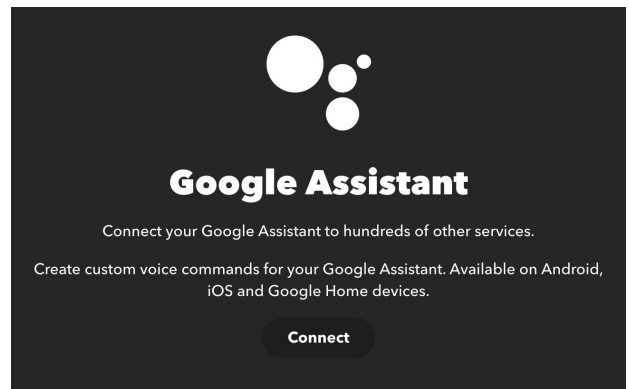 Google Assistant
Connect your Google Assistant to hundreds of other services.
Create custom voice commands for your Google Assistant. Available on Android,
iOS and Google Home devices.
Connect